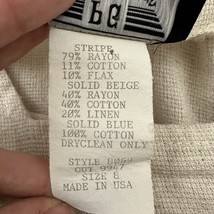 STRIPE
79% RAYON
11% COTTON
10% FLAX
SOLID BEIGE
40% RAYON
40% COTTON
20% LINEN
SOLID BLUE
100% COTTON
DRYCLEAN ONLY
STYLE
CUT
SIZE 8
MADE IN USA